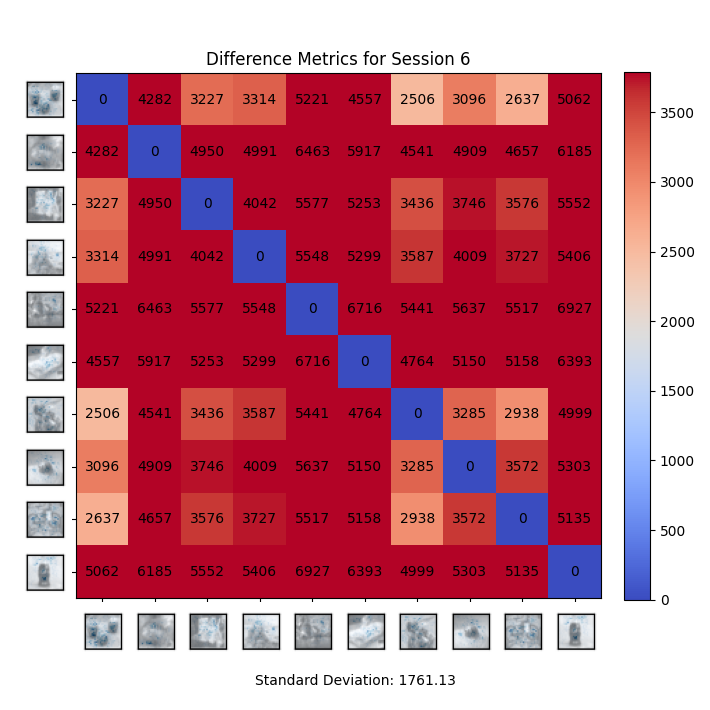 Difference Metrics for Session 6
0 4282 3227 3314 5221 4557 2506 3096 2637 5062
4282 0 4950 4991 6463 5917 4541 4909 4657 6185
3227 4950 0 4042 5577 5253 3436 3746 3576 5552
3314 4991 4042 0 5548 5299 3587 4009 3727 5406
5221 6463 5577 5548 0 6716 5441 5637 5517 6927
4557 5917 5253 5299 6716 0 4764 5150 5158 6393
2506 4541 3436 3587 5441 4764 0 3285 2938 4999
3096 4909 3746 4009 5637 5150 3285 0 3572 5303
2637 4657 3576 3727 5517 5158 2938 3572 0 5135
5062 6185 5552 5406 6927 6393 4999 5303 5135 0
3500
3000
2500
2000
1500
1000
500
0
Standard Deviation: 1761.13